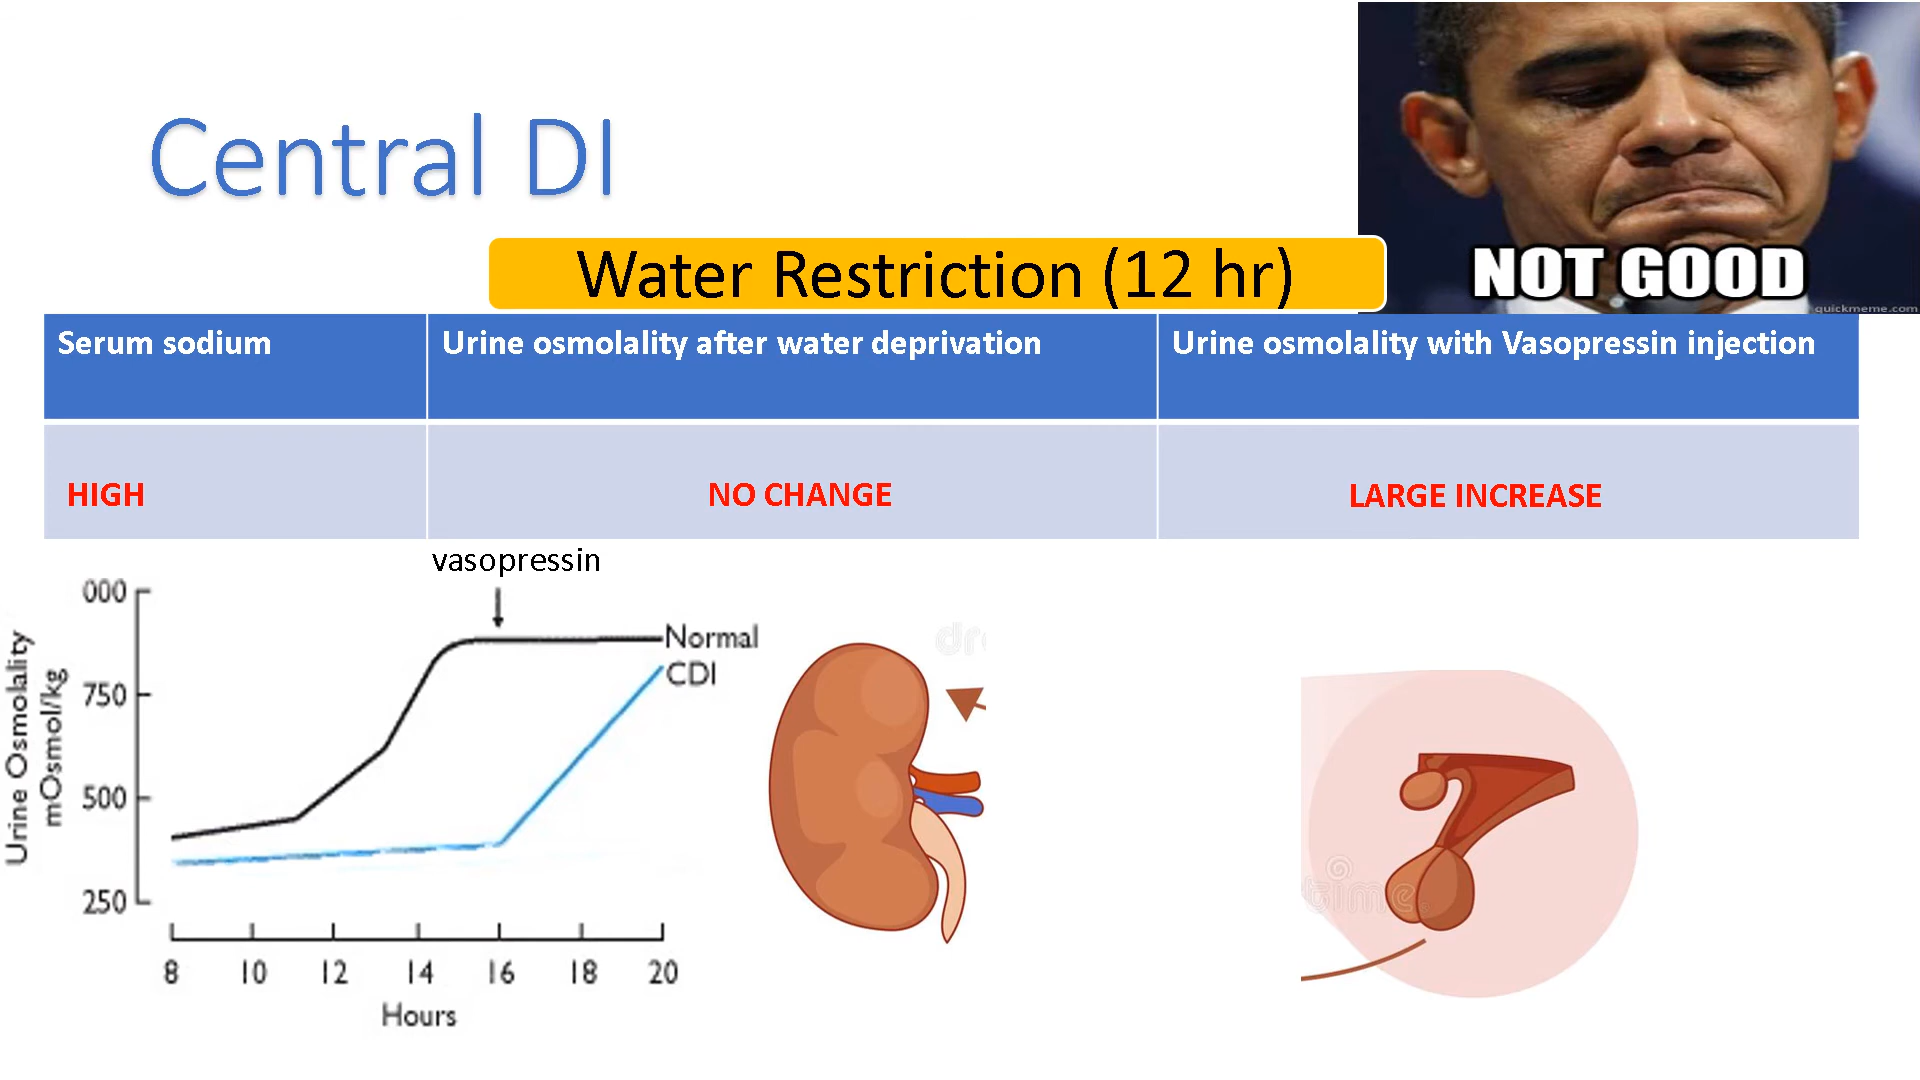 Central DI
NOT GOOD
quickmeme.com
Water Restriction (12 hr)
Serum sodium
Urine osmolality after water deprivation
Urine osmolality with Vasopressin injection
HIGH
NO CHANGE
LARGE INCREASE
vasopressin
Urine Osmolality
mOsmol/kg
000
750
500
250
Normal
CDI
8 10 12 14 16 18 20
Hours